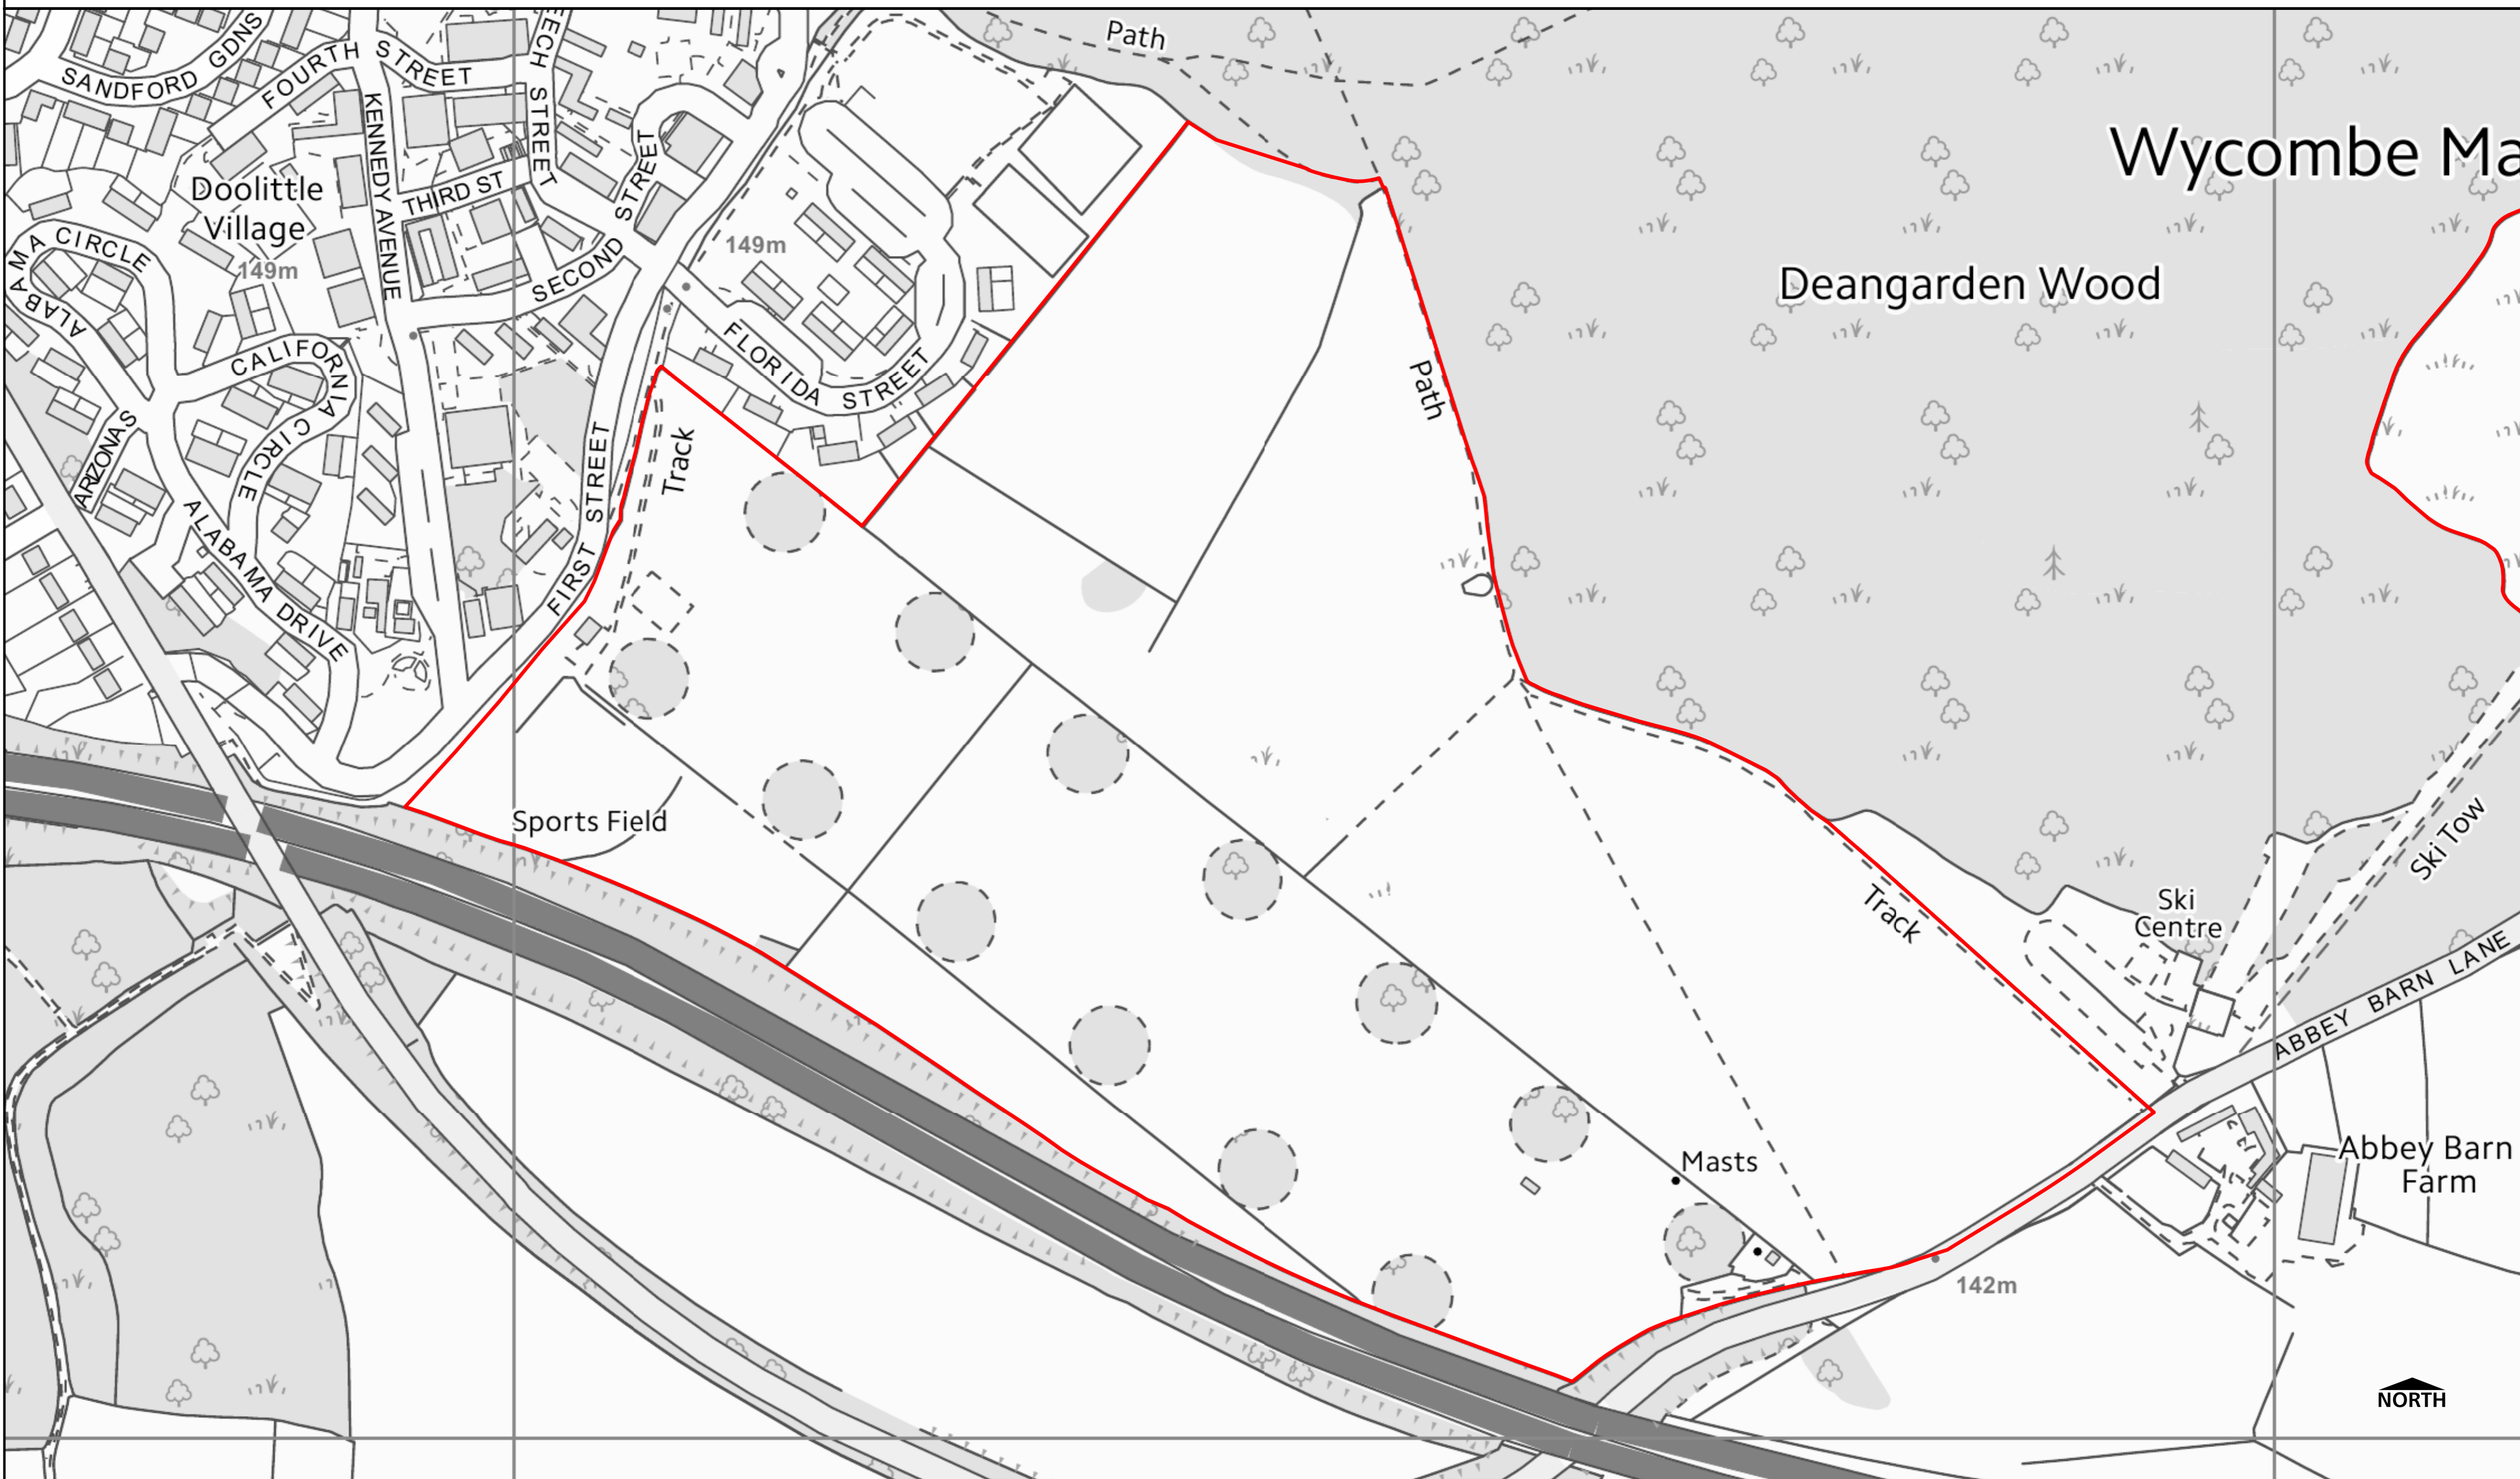 Path
SANDFORD GDNS
FOURTH STREET
EECH STREET
KENNEDY AVENUE
Wycombe Ma
Doolittle
Village
149m
THIRD ST
SECOND STREET
149m
ALABAMA CIRCLE
Deangarden Wood
CALIFORNIA
CIRCLE
FLORIDA STREET
Path
ARIZONA S
FIRST STREET
Track
ALABAMA DRIVE
Sports Field
Ski Tow
Track
Ski
Centre
ABBEY BARN LANE
Masts
Abbey Barn
Farm
142m
NORTH